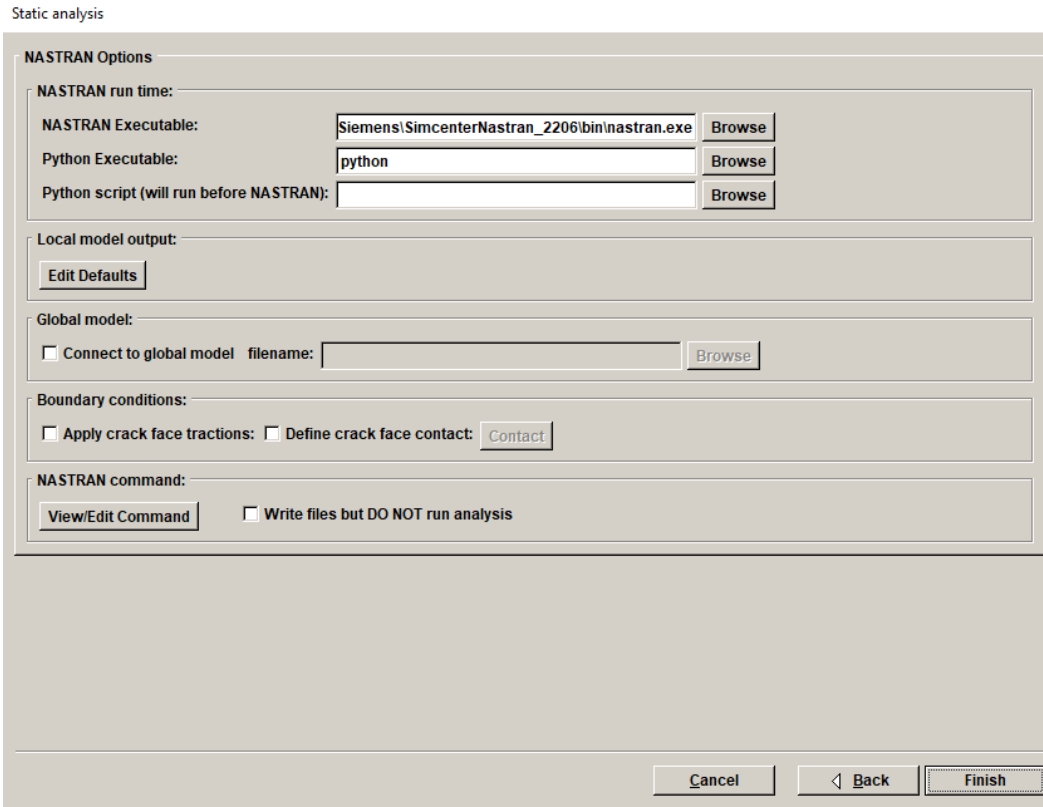 Static analysis
NASTRAN Options
NASTRAN run time:
NASTRAN Executable: Siemens\SimcenterNastran_2206\bin\nastran.exe Browse
Python Executable: python Browse
Python script (will run before NASTRAN): Browse
Local model output:
Edit Defaults
Global model:
Connect to global model filename: Browse
Boundary conditions:
Apply crack face tractions: Define crack face contact: Contact
NASTRAN command:
View/Edit Command Write files but DO NOT run analysis
Cancel Back Finish